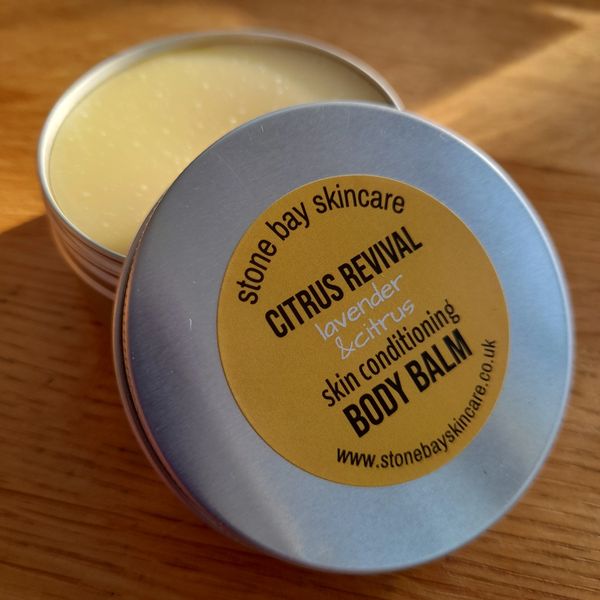 stone bay skincare
CITRUS REVIVAL
lavender
&citrus
skin conditioning
BODY BALM
www.stonebayskincare.co.uk